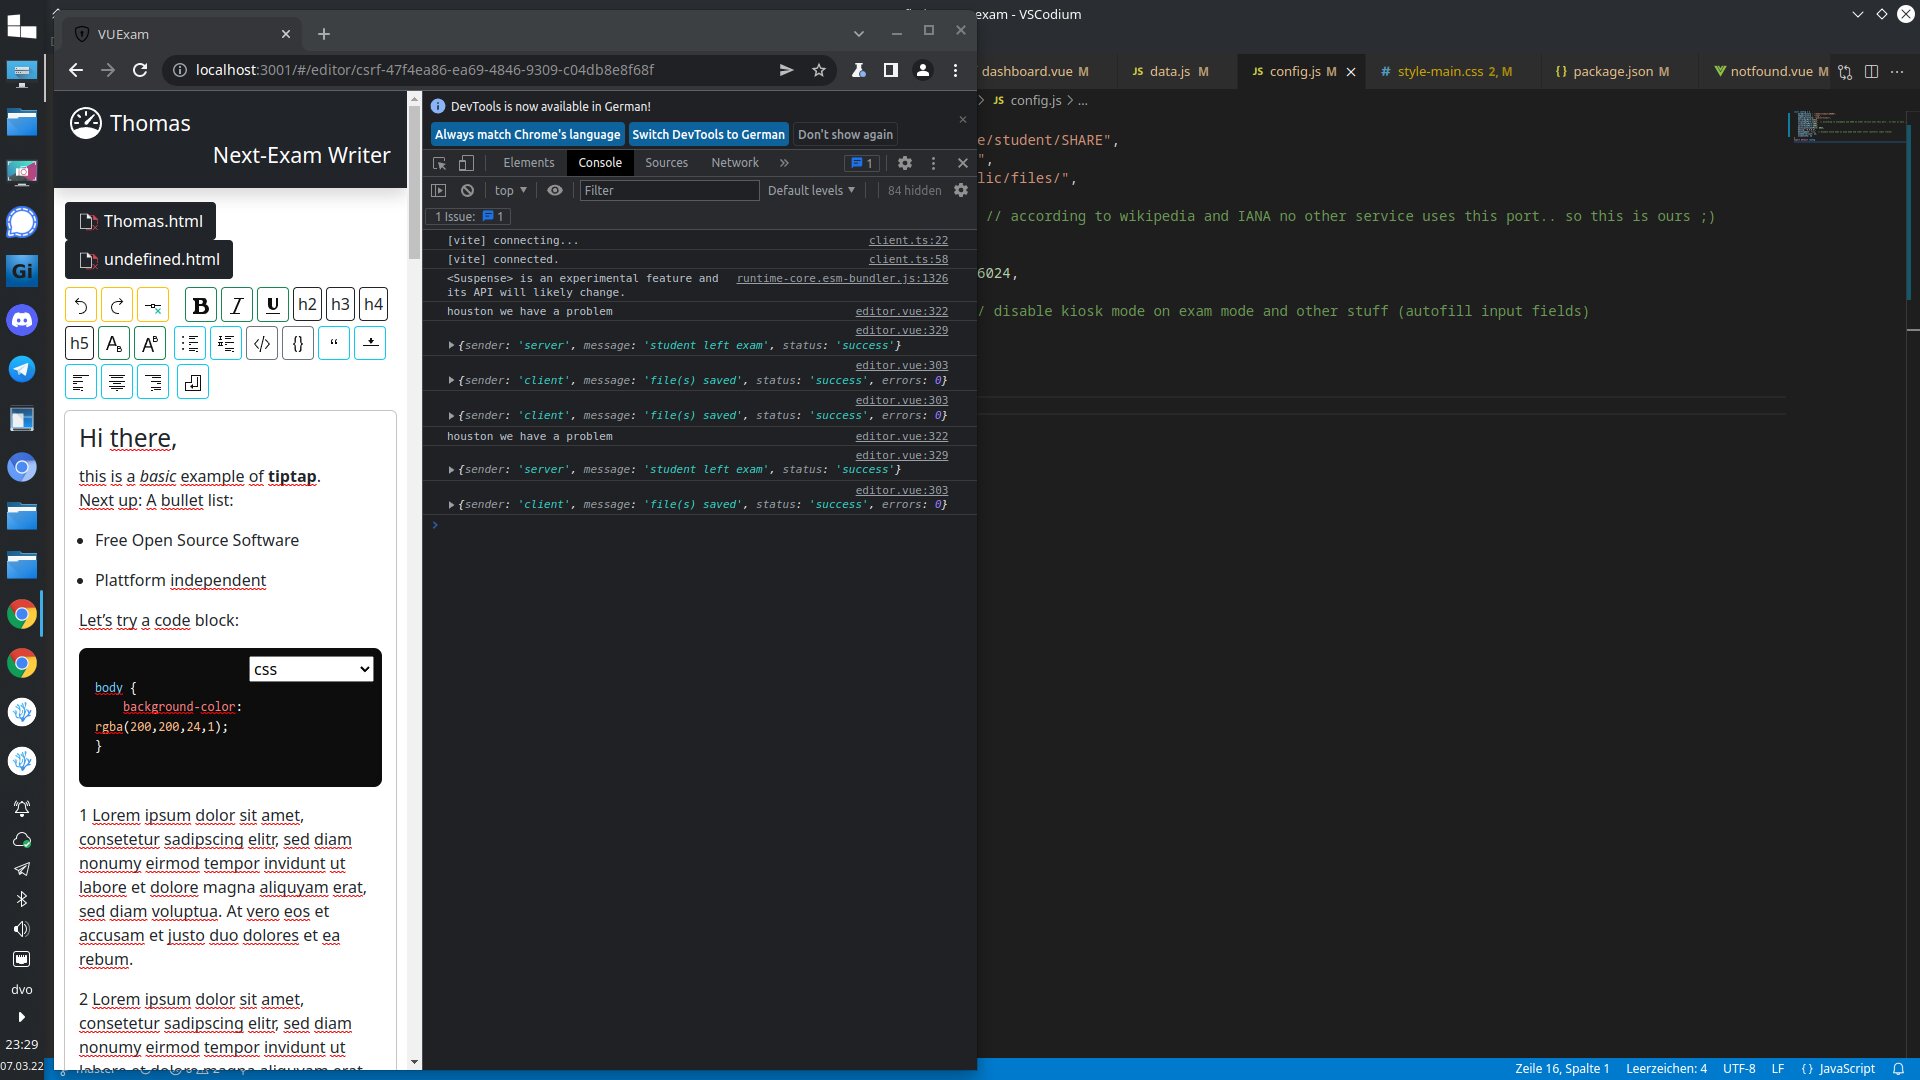 VUExam
localhost:3001/#/editor/csrf-47f4ea86-ea69-4846-9309-c04db8e8f68f
Thomas
Next-Exam Writer
Thomas.html
undefined.html
B I U h2 h3 h4
h5 AB AB </> {} “
Hi there,
this is a basic example of tiptap.
Next up: A bullet list:
• Free Open Source Software
• Plattform independent
Let’s try a code block:
css
body {
background-color:
rgba(200,200,24,1);
}
1 Lorem ipsum dolor sit amet,
consetetur sadipscing elitr, sed diam
nonumy eirmod tempor invidunt ut
labore et dolore magna aliquyam erat,
sed diam voluptua. At vero eos et
accusam et justo duo dolores et ea
rebum.
2 Lorem ipsum dolor sit amet,
consetetur sadipscing elitr, sed diam
nonumy eirmod tempor invidunt ut
labore et dolore magna aliquyam erat,
DevTools is now available in German!
Always match Chrome's language Switch DevTools to German Don't show again
Elements Console Sources Network » 1
top ▼ Filter Default levels ▼ 84 hidden
1 Issue: 1
[vite] connecting... client.ts:22
[vite] connected. client.ts:58
<Suspense> is an experimental feature and runtime-core.esm-bundler.js:1326
its API will likely change.
houston we have a problem editor.vue:322
editor.vue:329
{sender: 'server', message: 'student left exam', status: 'success'}
editor.vue:303
{sender: 'client', message: 'file(s) saved', status: 'success', errors: 0}
editor.vue:303
{sender: 'client', message: 'file(s) saved', status: 'success', errors: 0}
houston we have a problem editor.vue:322
editor.vue:329
{sender: 'server', message: 'student left exam', status: 'success'}
editor.vue:303
{sender: 'client', message: 'file(s) saved', status: 'success', errors: 0}
exam - VSCodium
dashboard.vue M JS data.js M JS config.js M # style-main.css 2, M {} package.json M notfound.vue M
JS config.js > ...
e/student/SHARE",
",
lic/files/",
// according to wikipedia and IANA no other service uses this port.. so this is ours ;)
6024,
/ disable kiosk mode on exam mode and other stuff (autofill input fields)
Zeile 16, Spalte 1 Leerzeichen: 4 UTF-8 LF {} JavaScript
Gi
dvo
23:29
07.03.22